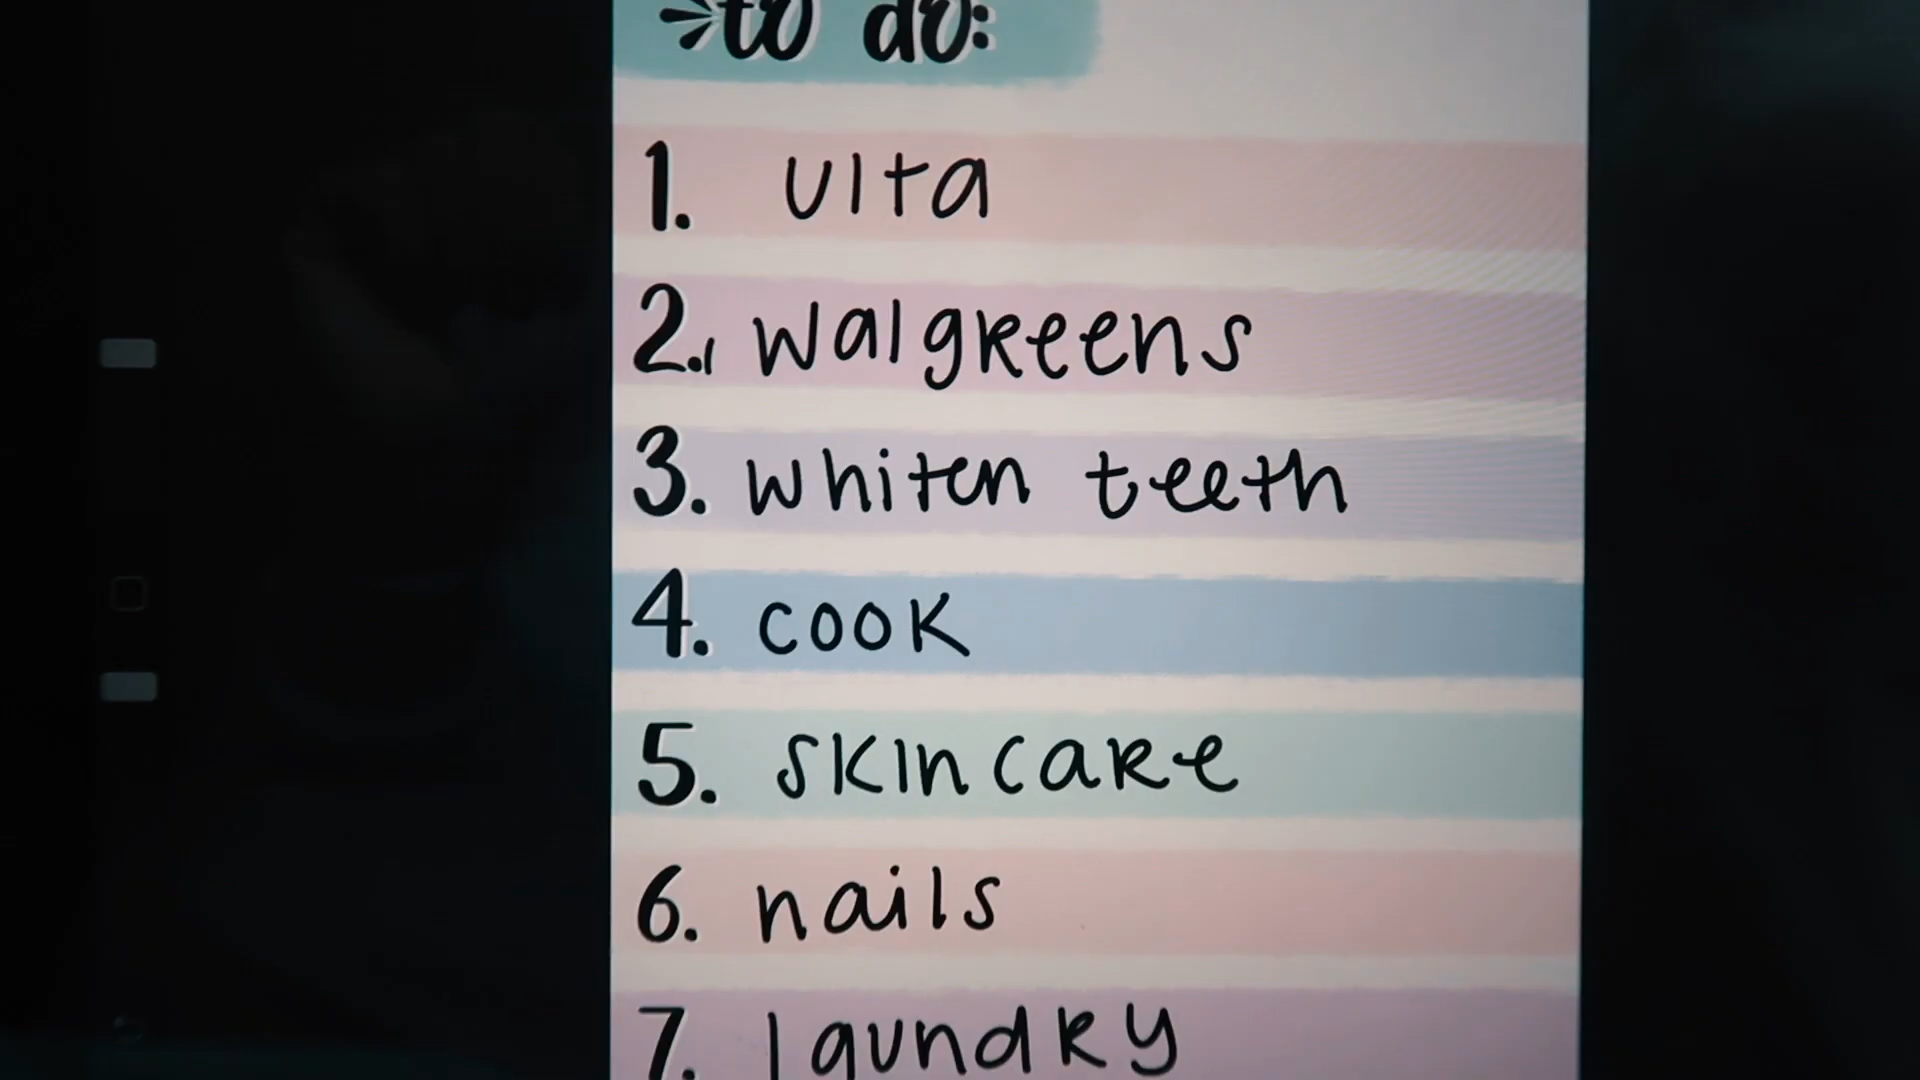 to do:
1. ulta
2. walgreens
3. whiten teeth
4. cook
5. skincare
6. nails
7. laundry